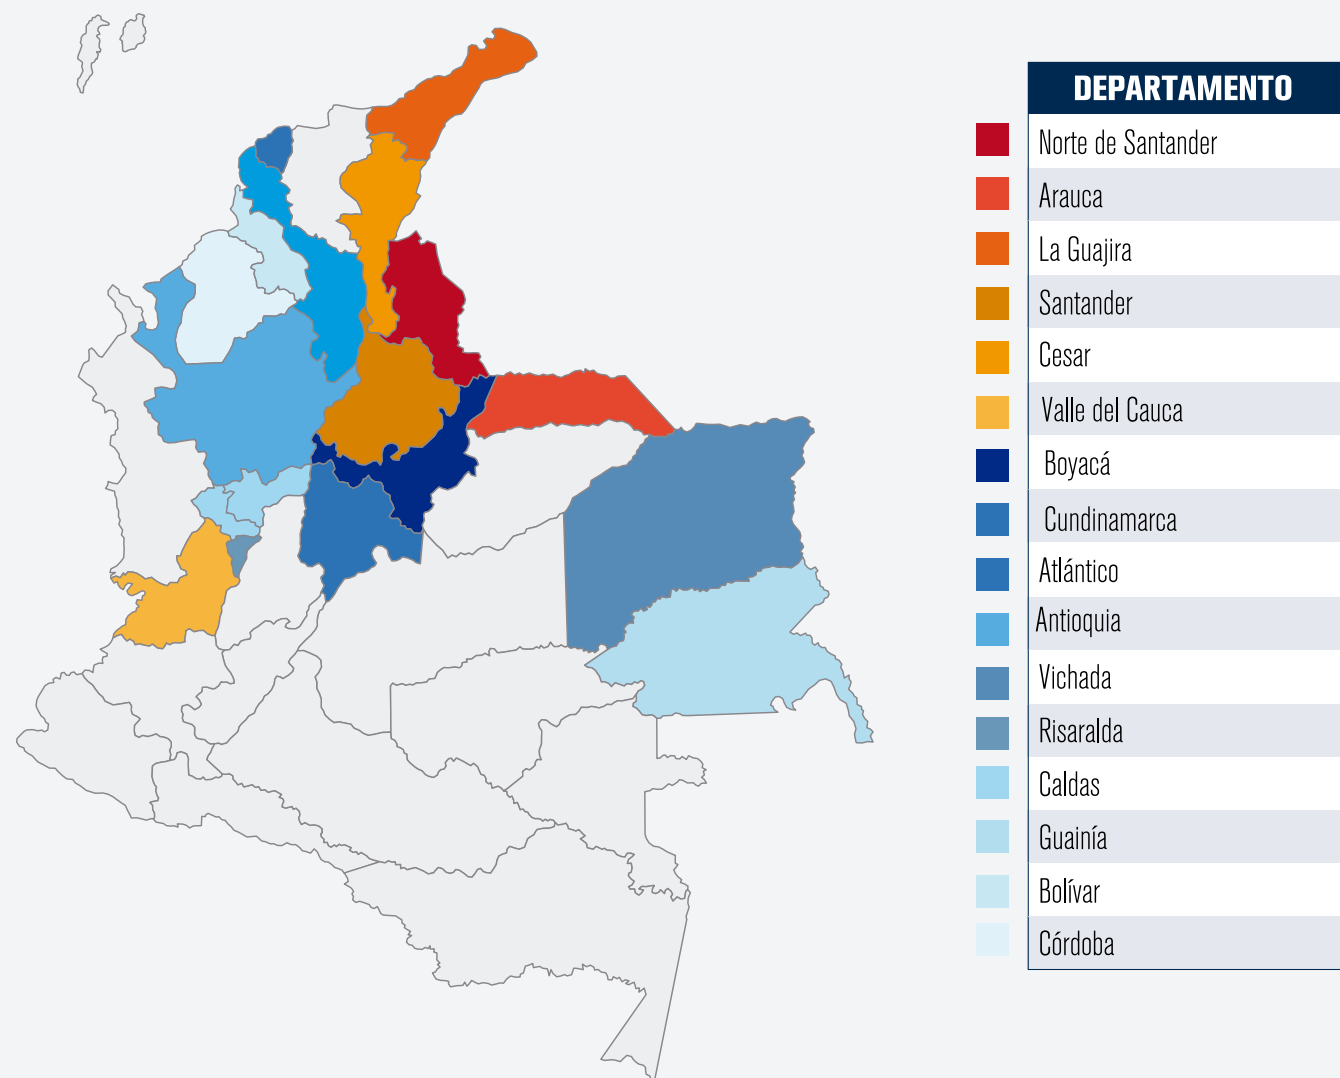 DEPARTAMENTO
Norte de Santander
Arauca
La Guajira
Santander
Cesar
Valle del Cauca
Boyacá
Cundinamarca
Atlántico
Antioquia
Vichada
Risaralda
Caldas
Guainía
Bolívar
Córdoba